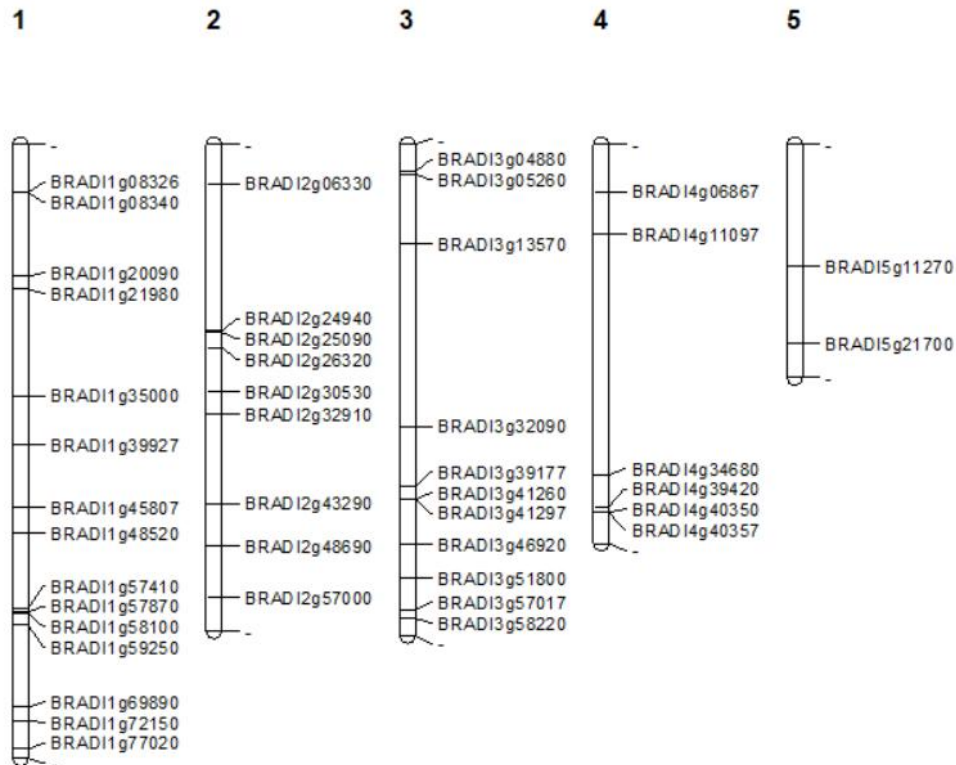 1 2 3 4 5
-
BRADI1g08326
BRADI1g08340
BRADI1g20090
BRADI1g21980
BRADI1g35000
BRADI1g39927
BRADI1g45807
BRADI1g48520
BRADI1g57410
BRADI1g57870
BRADI1g58100
BRADI1g59250
BRADI1g69890
BRADI1g72150
BRADI1g77020
-
-
BRADI2g06330
BRADI2g24940
BRADI2g25090
BRADI2g26320
BRADI2g30530
BRADI2g32910
BRADI2g43290
BRADI2g48690
BRADI2g57000
-
-
BRADI3g04880
BRADI3g05260
BRADI3g13570
BRADI3g32090
BRADI3g39177
BRADI3g41260
BRADI3g41297
BRADI3g46920
BRADI3g51800
BRADI3g57017
BRADI3g58220
-
-
BRADI4g06867
BRADI4g11097
BRADI4g34680
BRADI4g39420
BRADI4g40350
BRADI4g40357
-
-
BRADI5g11270
BRADI5g21700
-